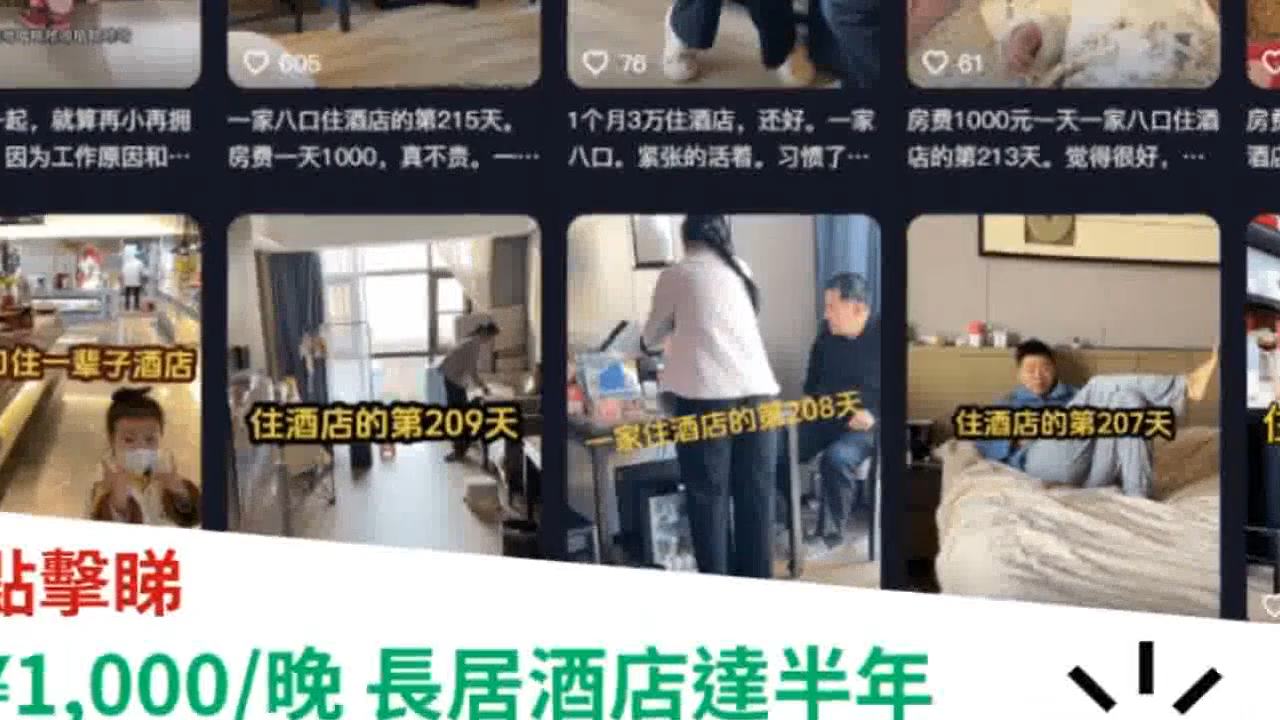 605
76
61
一起，就算再小再拥
因为工作原因和…
一家八口住酒店的第215天。
房费一天1000，真不贵。一…
1个月3万住酒店，还好。一家
八口。紧张的活着。习惯了…
房费1000元一天一家八口住酒
店的第213天。觉得很好，…
房费
酒店
口住一辈子酒店
住酒店的第209天
一家住酒店的第208天
住酒店的第207天
住
點擊睇
¥1,000/晚 長居酒店達半年